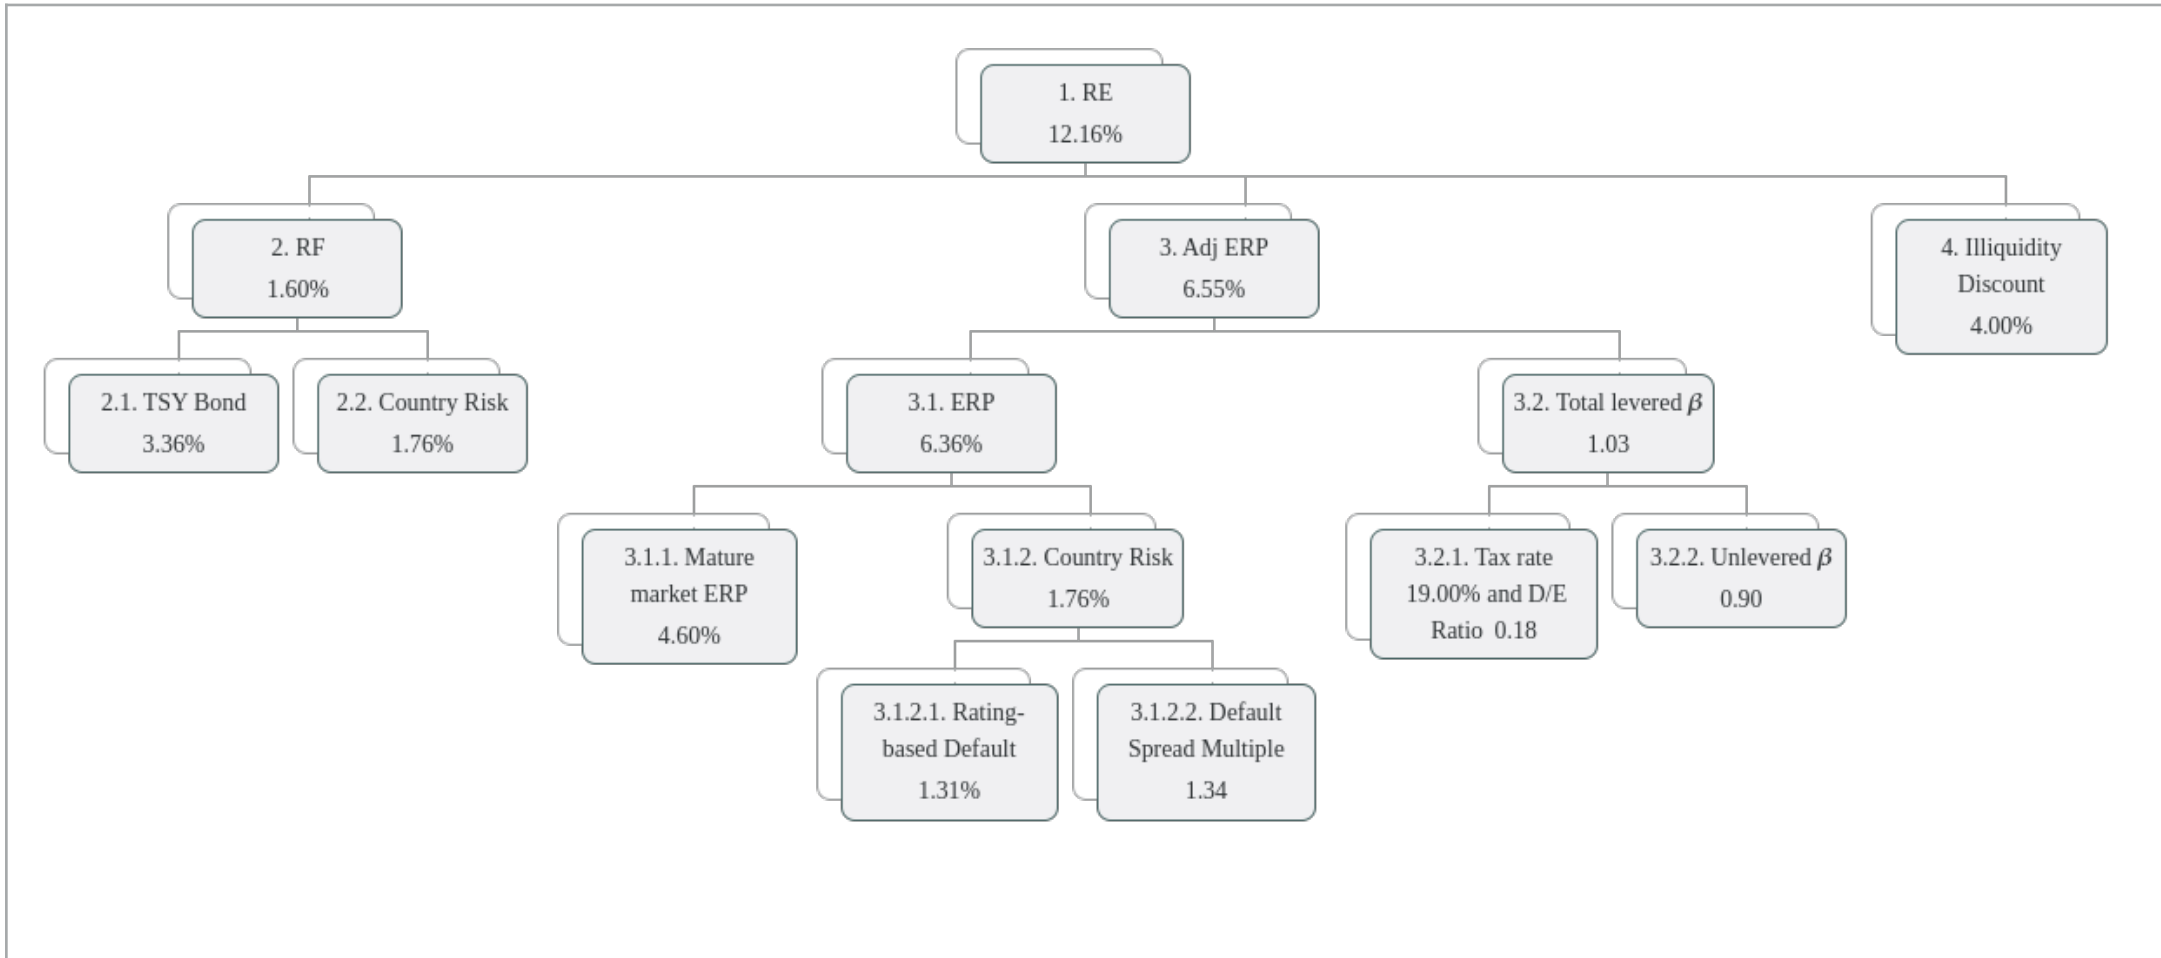 1. RE
12.16%
2. RF
1.60%
3. Adj ERP
6.55%
4. Illiquidity
Discount
4.00%
2.1. TSY Bond
3.36%
2.2. Country Risk
1.76%
3.1. ERP
6.36%
3.2. Total levered β
1.03
3.1.1. Mature
market ERP
4.60%
3.1.2. Country Risk
1.76%
3.2.1. Tax rate
19.00% and D/E
Ratio 0.18
3.2.2. Unlevered β
0.90
3.1.2.1. Rating-
based Default
1.31%
3.1.2.2. Default
Spread Multiple
1.34